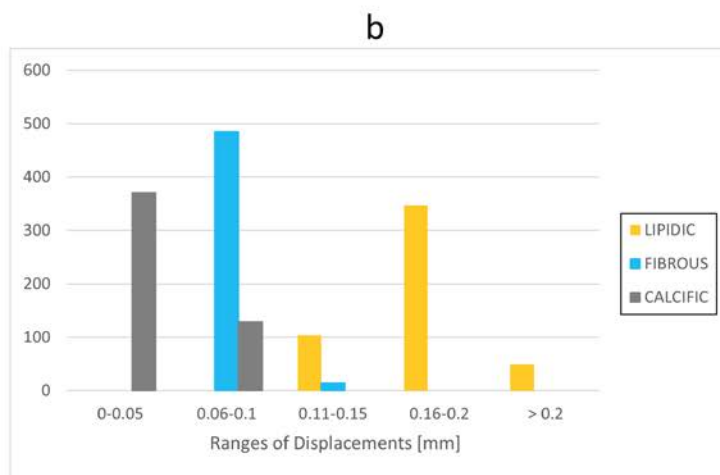 b
600
500
400
300
200
100
0
0-0.05 0.06-0.1 0.11-0.15 0.16-0.2 > 0.2
Ranges of Displacements [mm]
LIPIDIC
FIBROUS
CALCIFIC